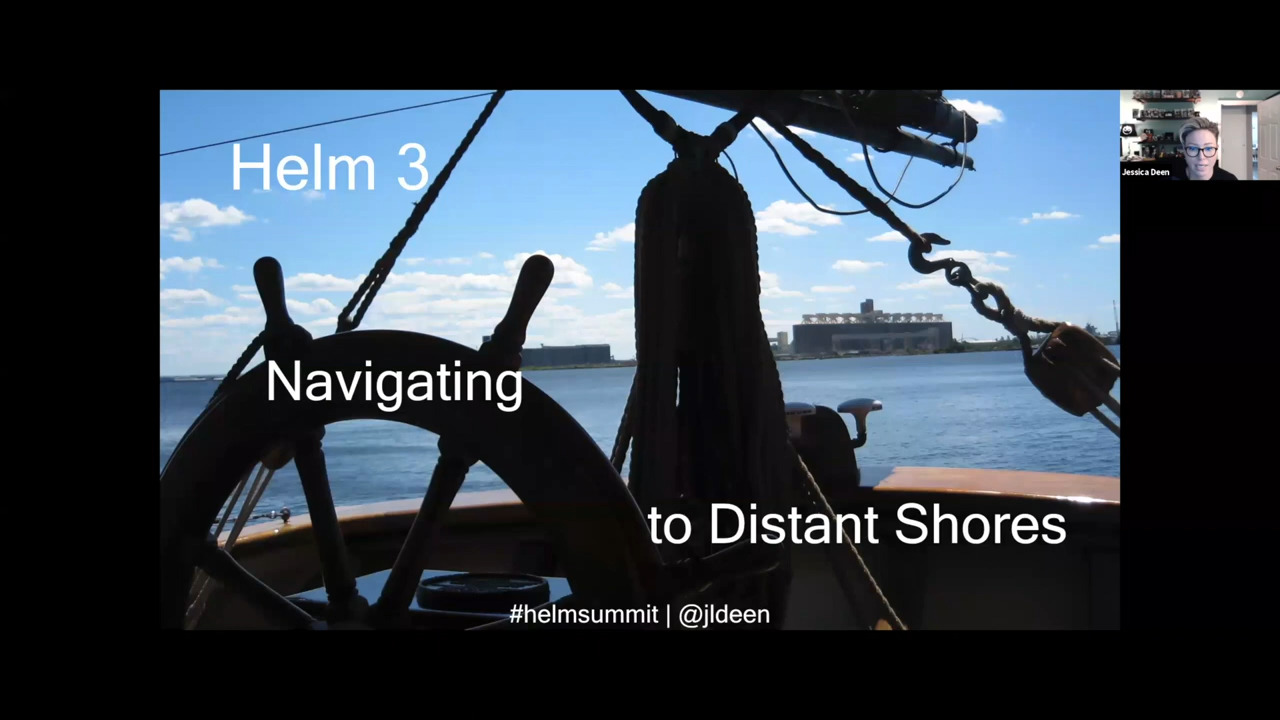 Helm 3
Jessica Deen
Navigating
to Distant Shores
#helmsummit | @jldeen